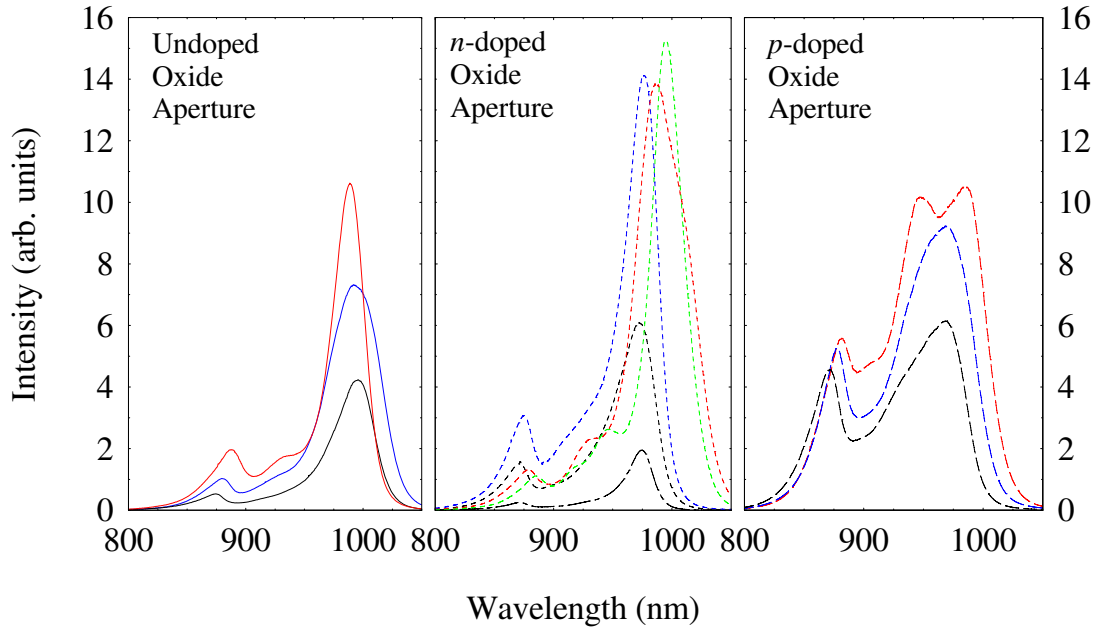 Undoped
Oxide
Aperture
n-doped
Oxide
Aperture
p-doped
Oxide
Aperture
16
14
12
10
8
6
4
2
0
Intensity (arb. units)
16
14
12
10
8
6
4
2
0
800
900
1000
800
900
1000
800
900
1000
Wavelength (nm)